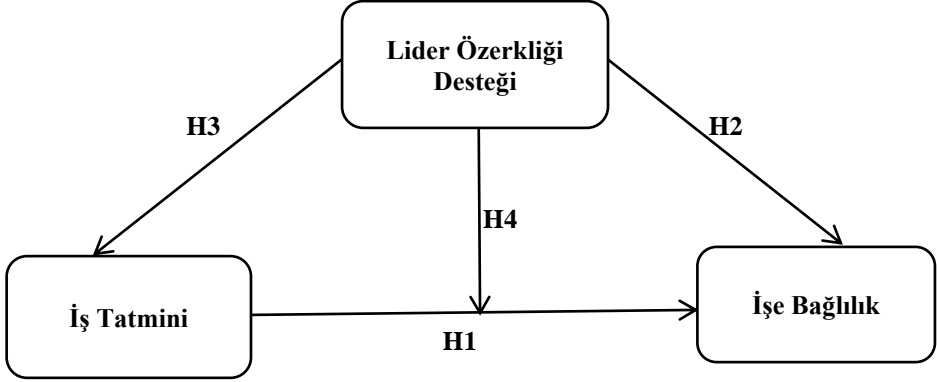 Lider Özerkliği
Desteği
H3
H2
H4
İş Tatmini
İşe Bağlılık
H1